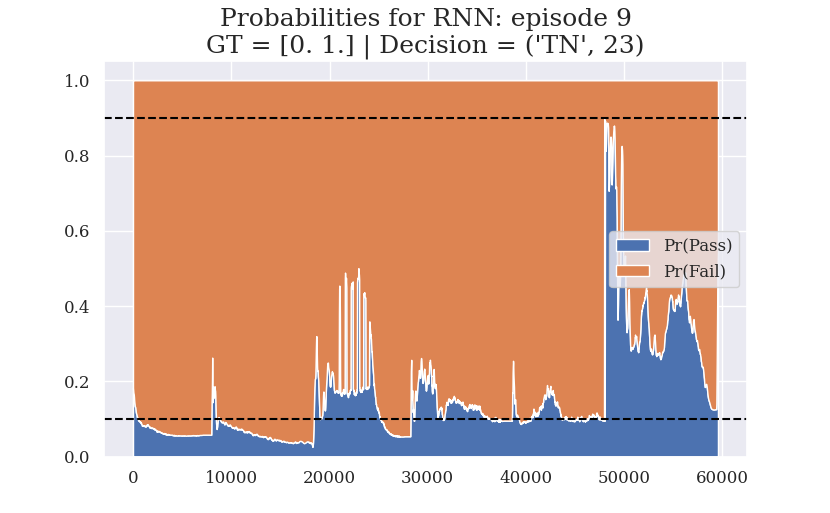 Probabilities for RNN: episode 9
GT = [0. 1.] | Decision = ('TN', 23)
1.0
0.8
0.6
0.4
0.2
0.0
Pr(Pass)
Pr(Fail)
0 10000 20000 30000 40000 50000 60000